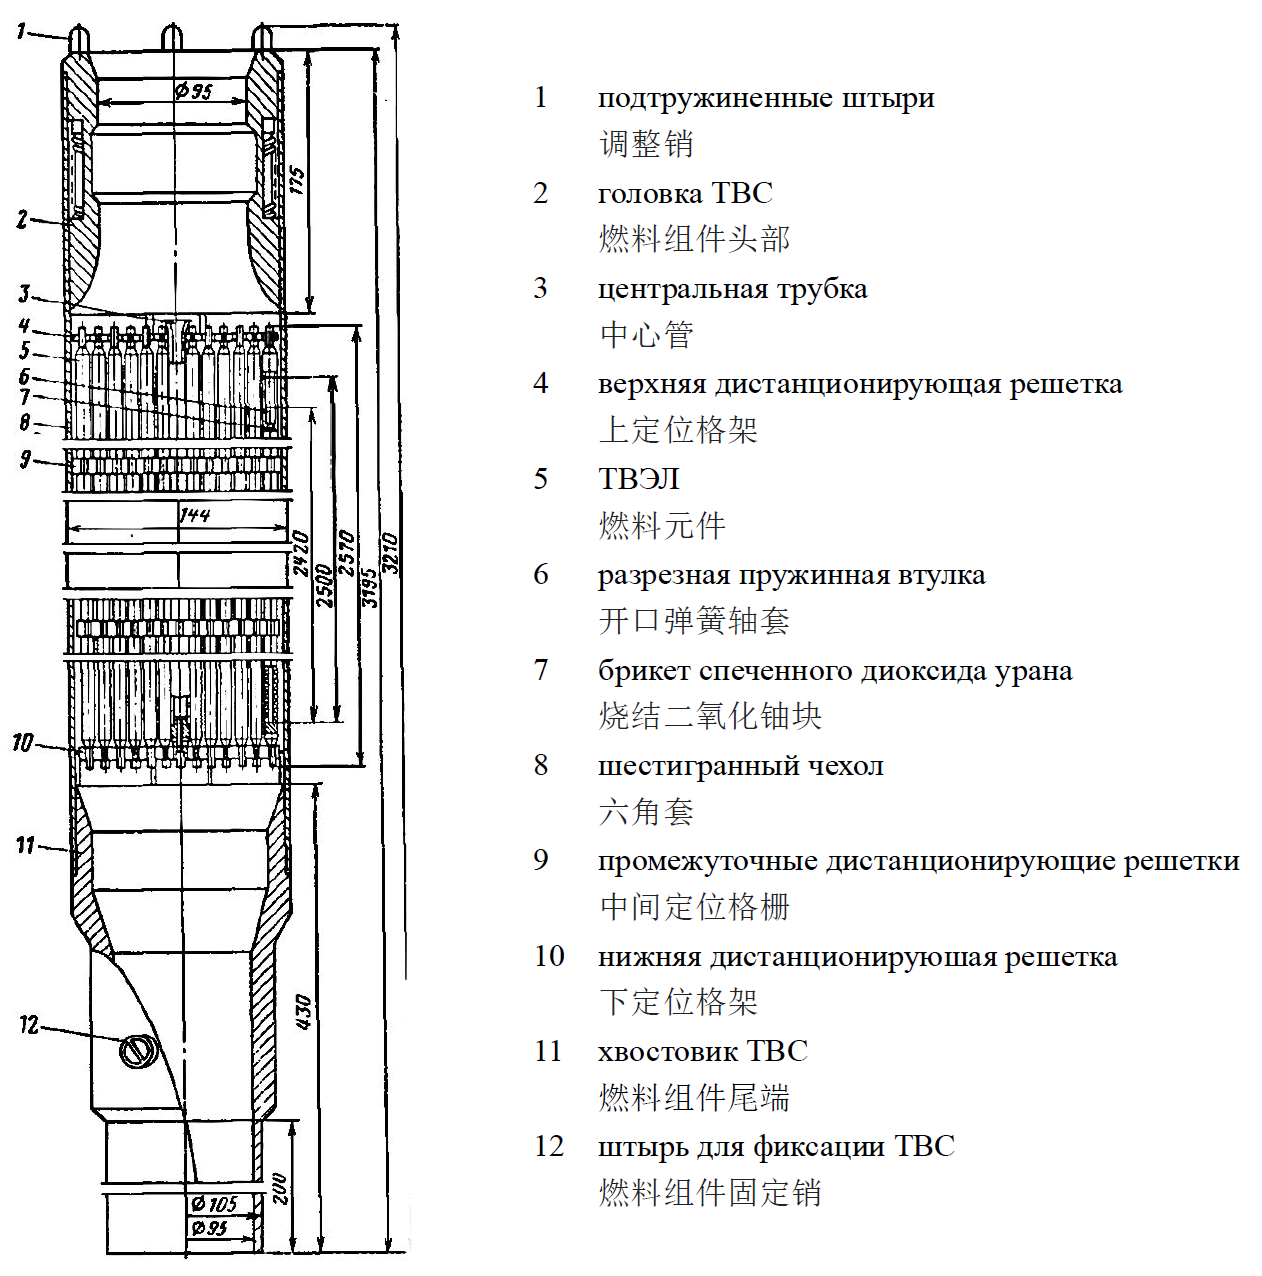 1
2
3
4
5
6
7
8
9
10
11
12
Ø95
175
144
2420
2500
2570
3195
3210
430
200
Ø105
Ø95
1 подтружиненные штыри
调整销
2 головка ТВС
燃料组件头部
3 центральная трубка
中心管
4 верхняя дистанционирующая решетка
上定位格架
5 ТВЭЛ
燃料元件
6 разрезная пружинная втулка
开口弹簧轴套
7 брикет спеченного диоксида урана
烧结二氧化铀块
8 шестигранный чехол
六角套
9 промежуточные дистанционирующие решетки
中间定位格栅
10 нижняя дистанционируюшая решетка
下定位格架
11 хвостовик ТВС
燃料组件尾端
12 штырь для фиксации ТВС
燃料组件固定销